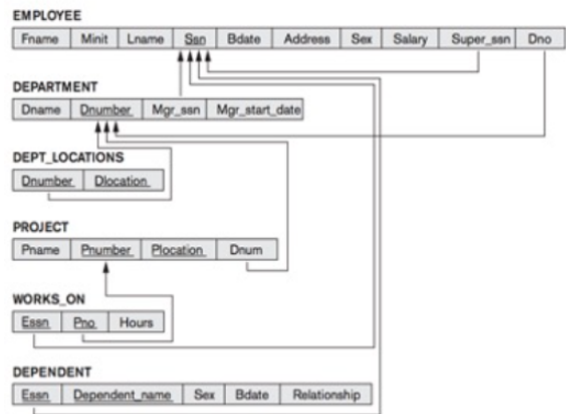 EMPLOYEE
Fname Minit Lname Ssn Bdate Address Sex Salary Super_ssn Dno
DEPARTMENT
Dname Dnumber Mgr_ssn Mgr_start_date
DEPT_LOCATIONS
Dnumber Dlocation
PROJECT
Pname Pnumber Plocation Dnum
WORKS_ON
Essn Pno Hours
DEPENDENT
Essn Dependent_name Sex Bdate Relationship